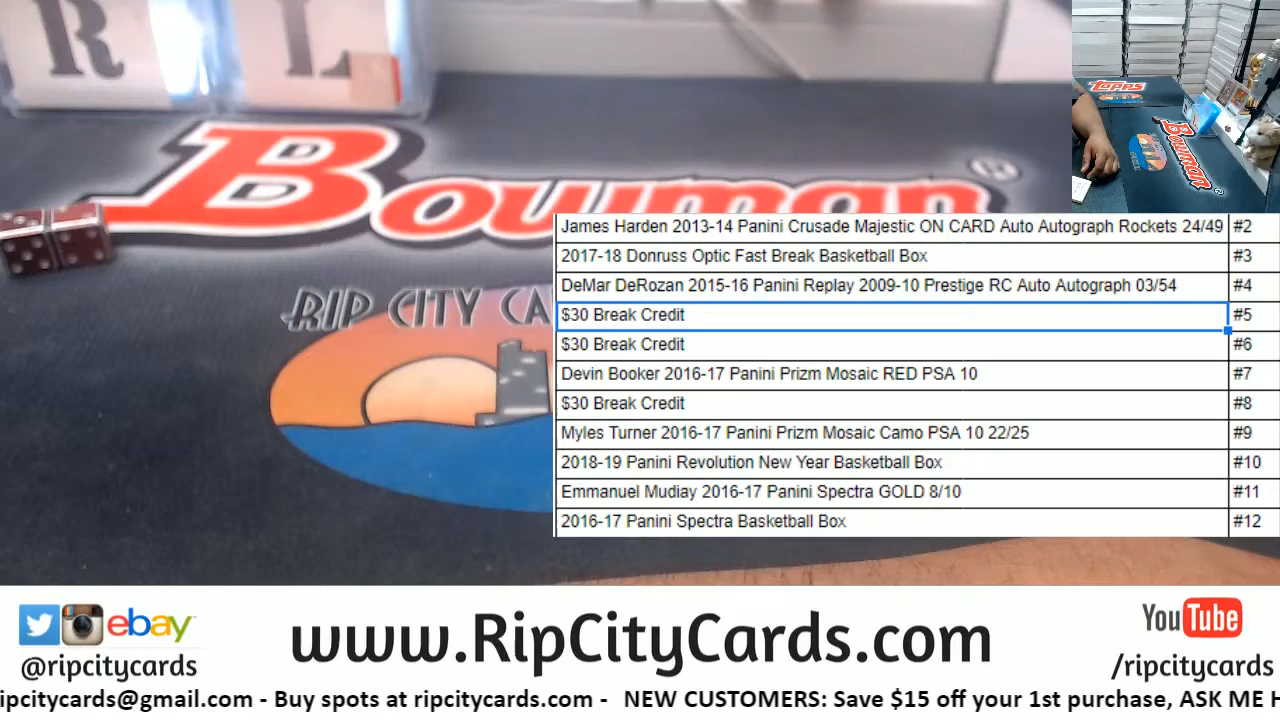 R L
TOPPS
Bowman
Bowman®
RIP CITY CA
James Harden 2013-14 Panini Crusade Majestic ON CARD Auto Autograph Rockets 24/49 #2
2017-18 Donruss Optic Fast Break Basketball Box #3
DeMar DeRozan 2015-16 Panini Replay 2009-10 Prestige RC Auto Autograph 03/54 #4
$30 Break Credit #5
$30 Break Credit #6
Devin Booker 2016-17 Panini Prizm Mosaic RED PSA 10 #7
$30 Break Credit #8
Myles Turner 2016-17 Panini Prizm Mosaic Camo PSA 10 22/25 #9
2018-19 Panini Revolution New Year Basketball Box #10
Emmanuel Mudiay 2016-17 Panini Spectra GOLD 8/10 #11
2016-17 Panini Spectra Basketball Box #12
ebay
@ripcitycards
www.RipCityCards.com
YouTube
/ripcitycards
ipcitycards@gmail.com - Buy spots at ripcitycards.com - NEW CUSTOMERS: Save $15 off your 1st purchase, ASK ME H